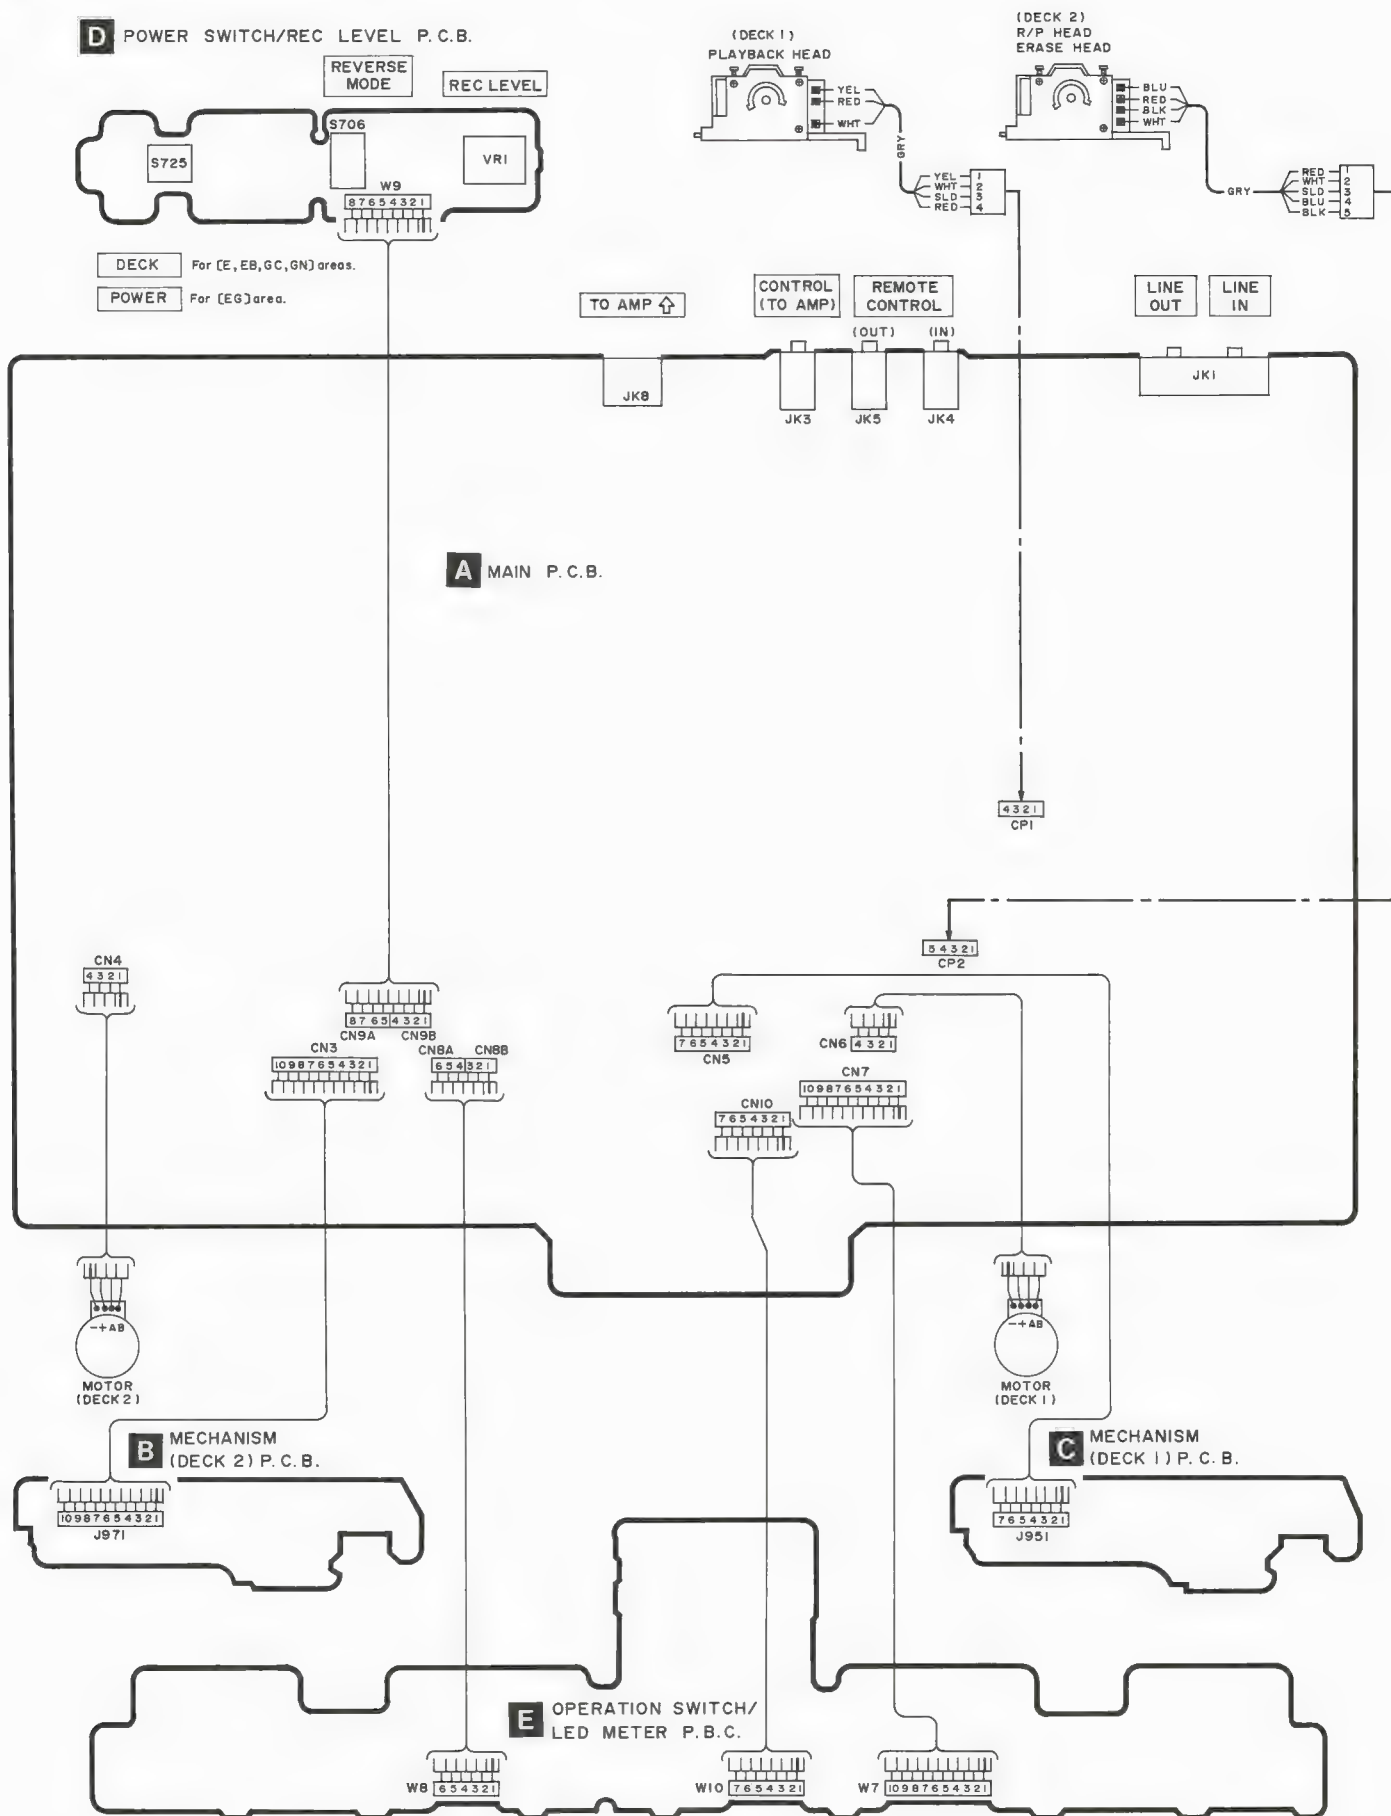 D POWER SWITCH/REC LEVEL P.C.B.
REVERSE
MODE
REC LEVEL
S725
S706
VR1
W9
87654321
DECK For [E,EB,GC,GN] areas.
POWER For [EG] area.
(DECK 1)
PLAYBACK HEAD
YEL
RED
WHT
GRY
YEL 1
WHT 2
SLD 3
RED 4
(DECK 2)
R/P HEAD
ERASE HEAD
BLU
RED
BLK
WHT
GRY
RED 1
WHT 2
SLD 3
BLU 4
BLK 5
TO AMP
CONTROL
(TO AMP)
REMOTE
CONTROL
(OUT) (IN)
LINE
OUT
LINE
IN
JK8
JK3
JK5
JK4
JK1
A MAIN P.C.B.
4321
CP1
54321
CP2
CN4
4321
8765 4321
CN9A CN9B
CN3
10987654321
CN8A CN8B
654 321
7654321
CN5
CN6 4321
CN7
10987654321
CN10
7654321
-+AB
MOTOR
(DECK 2)
-+AB
MOTOR
(DECK 1)
B MECHANISM
(DECK 2) P.C.B.
10987654321
J971
C MECHANISM
(DECK 1) P.C.B.
7654321
J951
E OPERATION SWITCH/
LED METER P.B.C.
W8 654321
W10 7654321
W7 10987654321